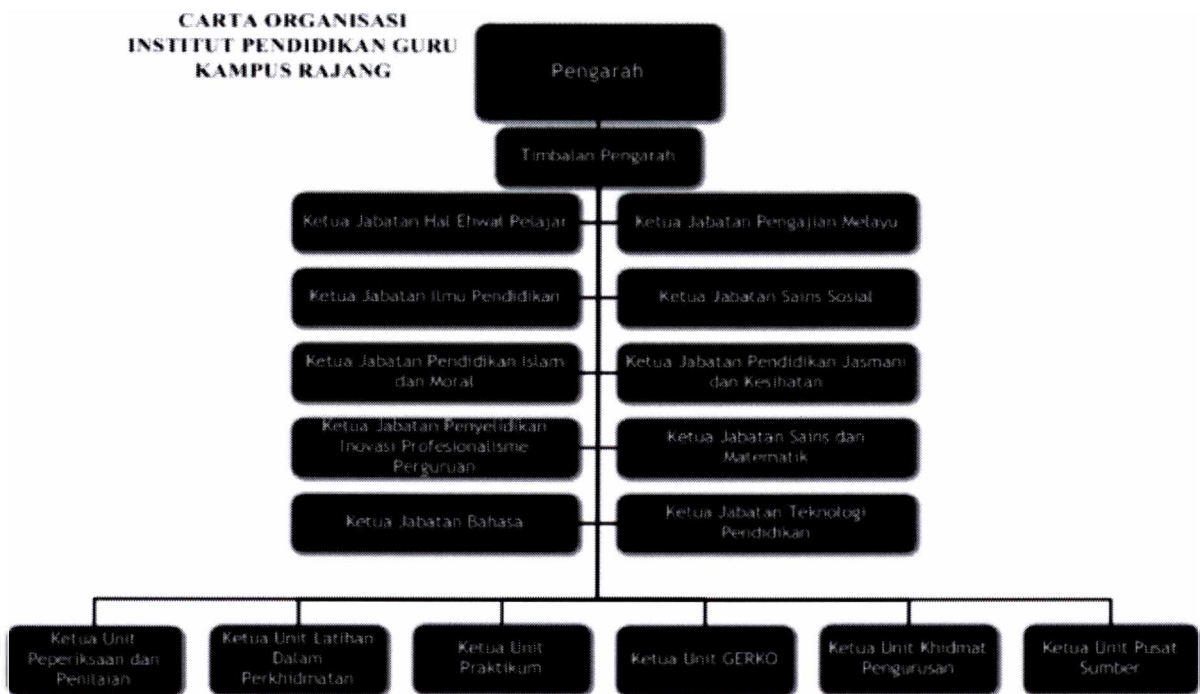 CARTA ORGANISASI
INSTITUT PENDIDIKAN GURU
KAMPUS RAJANG
Pengarah
Timbalan Pengarah
Ketua Jabatan Hal Ehwal Pelajar
Ketua Jabatan Pengajian Melayu
Ketua Jabatan Ilmu Pendidikan
Ketua Jabatan Sains Sosial
Ketua Jabatan Pendidikan Islam
dan Moral
Ketua Jabatan Pendidikan Jasmani
dan Kesihatan
Ketua Jabatan Penyelidikan
Inovasi Profesionalisme
Perguruan
Ketua Jabatan Sains dan
Matematik
Ketua Jabatan Bahasa
Ketua Jabatan Teknologi
Pendidikan
Ketua Unit
Peperiksaan dan
Penilaian
Ketua Unit Latihan
Dalam
Perkhidmatan
Ketua Unit
Praktikum
Ketua Unit GERKO
Ketua Unit Khidmat
Pengurusan
Ketua Unit Pusat
Sumber